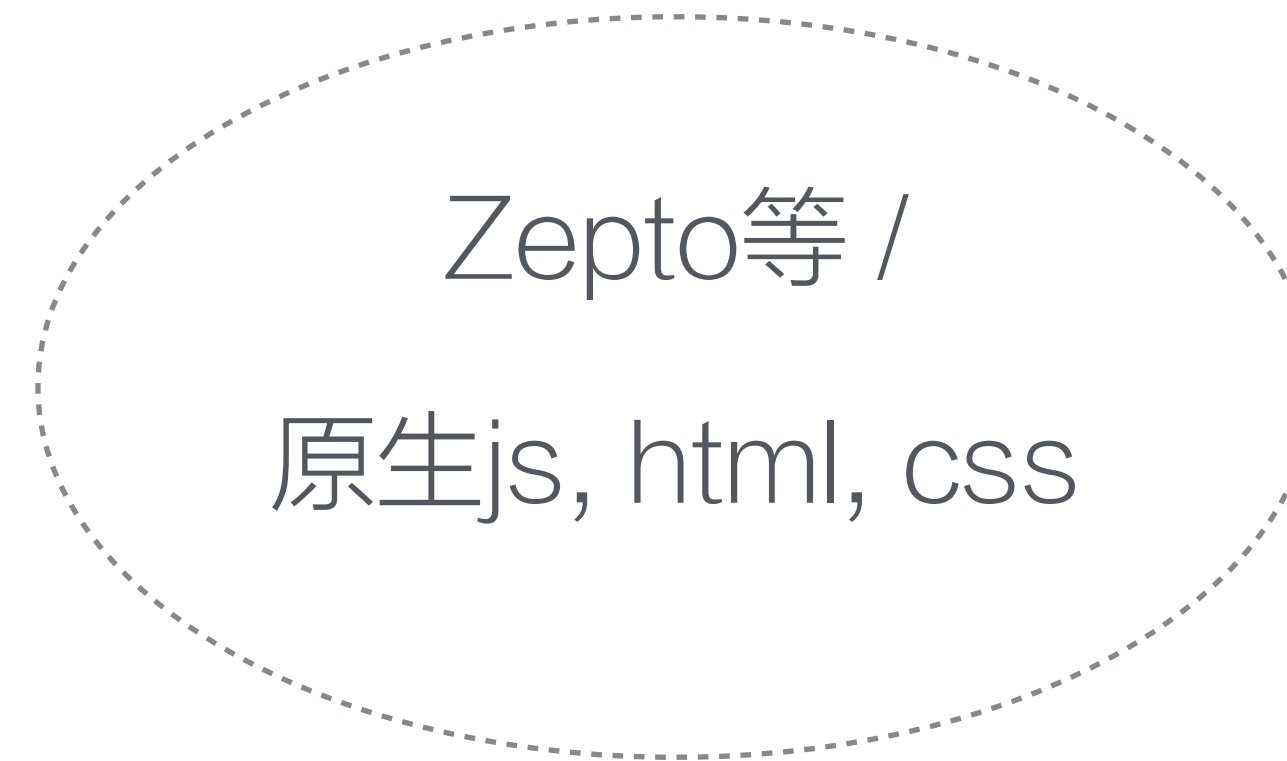 Zepto等 /
原生js, html, css